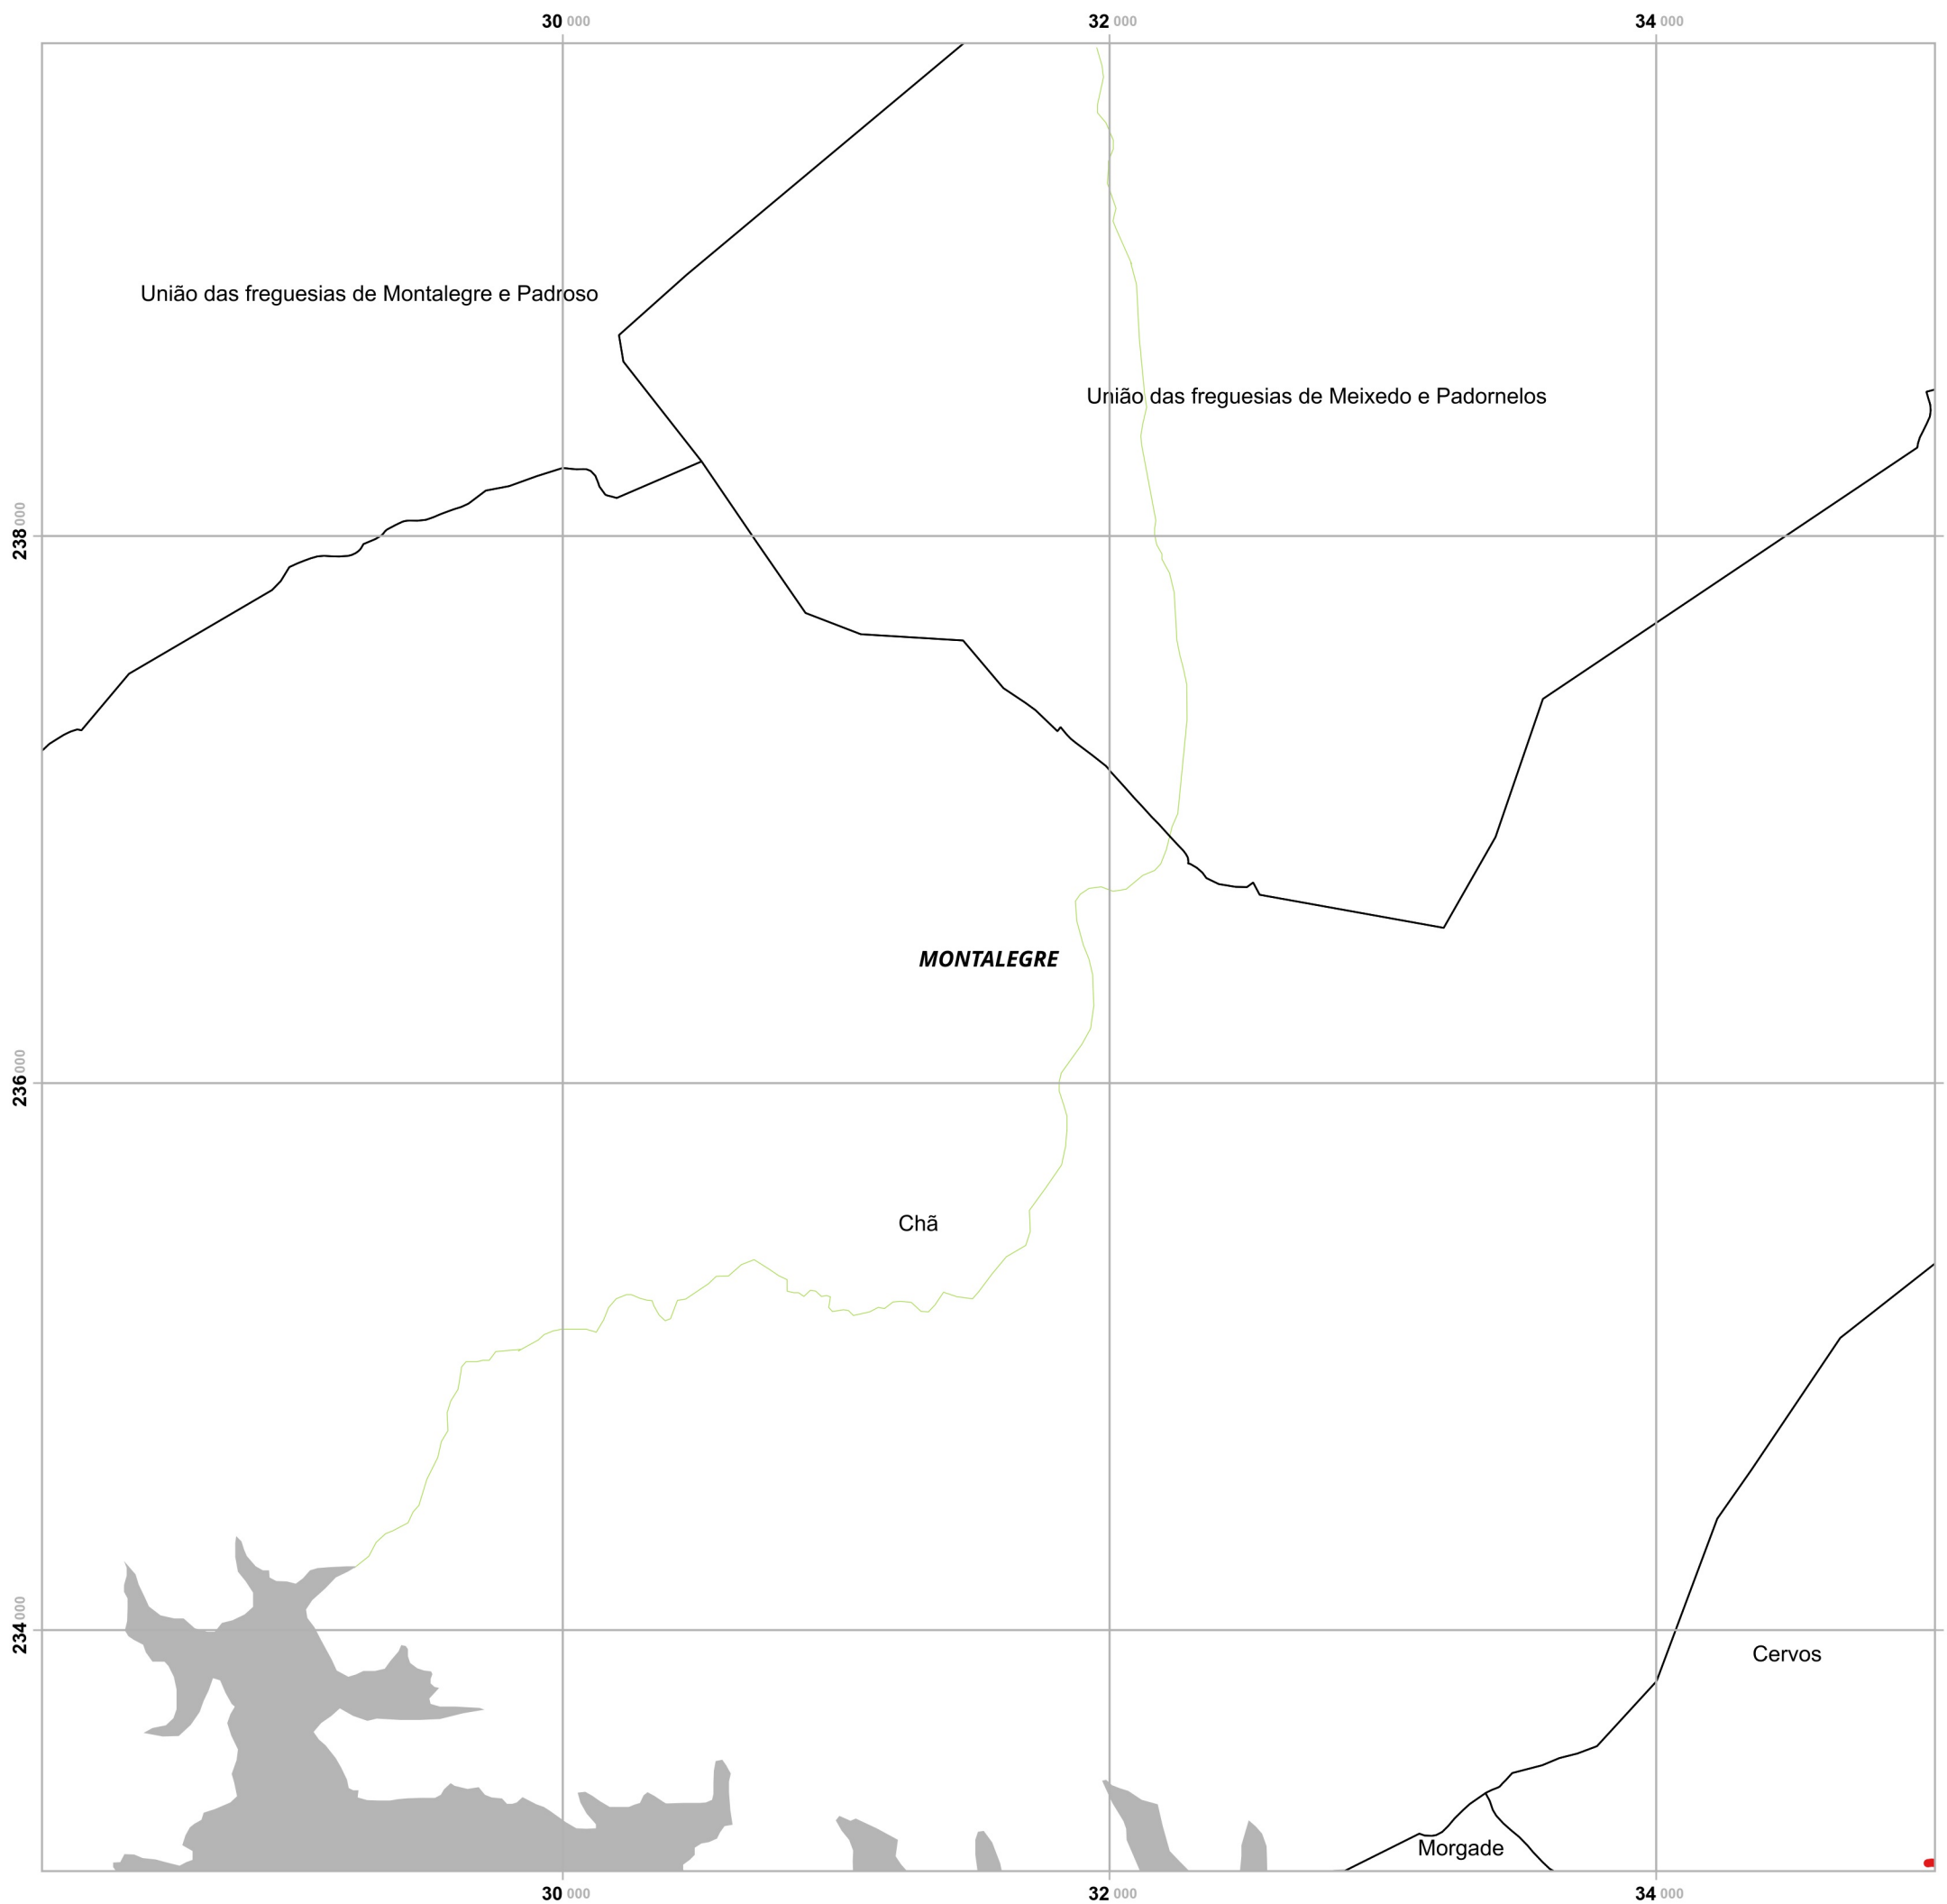 30 000
32 000
34 000
União das freguesias de Montalegre e Padroso
União das freguesias de Meixedo e Padornelos
238 000
MONTALEGRE
236 000
Chã
234 000
Cervos
Morgade
30 000
32 000
34 000